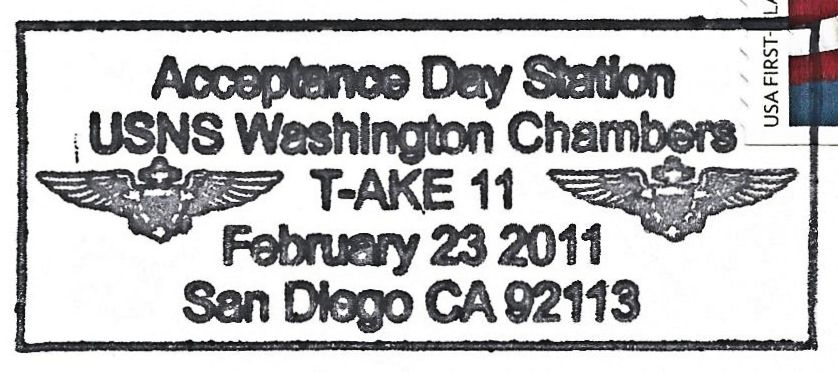 Acceptance Day Station
USNS Washington Chambers
T-AKE 11
February 23 2011
San Diego CA 92113
USA FIRST-